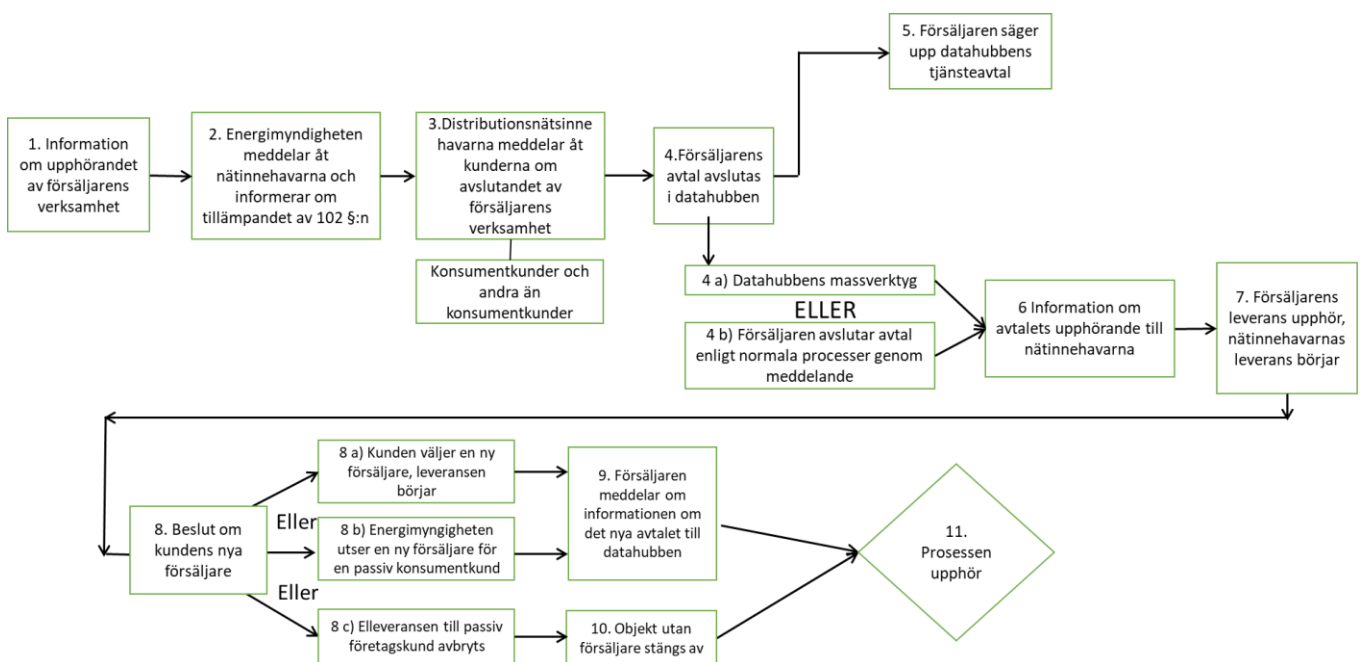 1. Information
om upphörandet
av försäljarens
verksamhet
2. Energimyndigheten
meddelar åt
nätinnehavarna och
informerar om
tillämpandet av 102 §:n
3.Distributionsnätsinne
havarna meddelar åt
kunderna om
avslutandet av
försäljarens
verksamhet
Konsumentkunder och
andra än
konsumentkunder
4.Försäljarens
avtal avslutas
i datahubben
5. Försäljaren säger
upp datahubbens
tjänsteavtal
4 a) Datahubbens massverktyg
ELLER
4 b) Försäljaren avslutar avtal
enligt normala processer genom
meddelande
6 Information om
avtalets upphörande till
nätinnehavarna
7. Försäljarens
leverans upphör,
nätinnehavarnas
leverans börjar
8. Beslut om
kundens nya
försäljare
8 a) Kunden väljer en ny
försäljare, leveransen
börjar
Eller
8 b) Energimyngigheten
utser en ny försäljare för
en passiv konsumentkund
Eller
8 c) Elleveransen till passiv
företagskund avbryts
9. Försäljaren
meddelar om
informationen om
det nya avtalet till
datahubben
10. Objekt utan
försäljare stängs av
11.
Prosessen
upphör